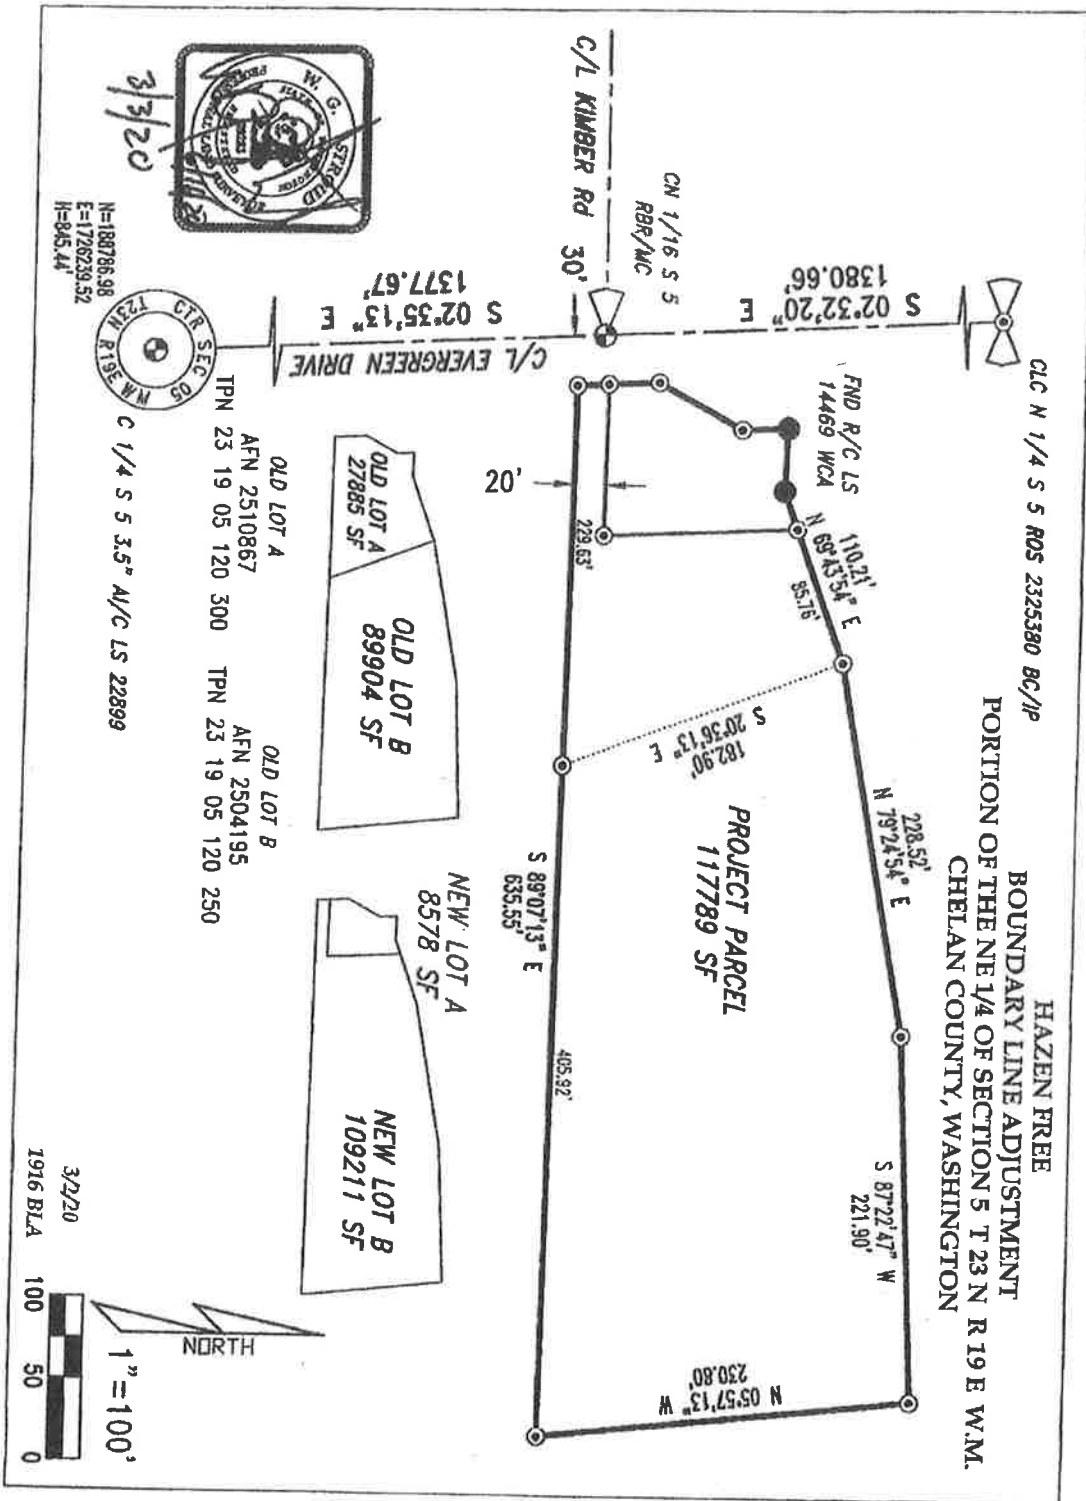 HAZEN FREE
BOUNDARY LINE ADJUSTMENT
PORTION OF THE NE 1/4 OF SECTION 5 T 23 N R 19 E W.M.
CHELAN COUNTY, WASHINGTON
CLC N 1/4 S 5 ROS 2325380 BC/IP
S 02°32'20" E
1380.66'
CN 1/16 S 5
RBR/MC
C/L KIMBER Rd
30'
S 02°35'13" E
1377.67'
C/L EVERGREEN DRIVE
FND R/C LS
14469 WCA
110.21'
N 69°43'54" E
85.76'
228.52'
N 79°24'54" E
S 87°22'47" W
221.90'
N 05°57'13" W
230.80'
S 20°36'13" E
182.90'
PROJECT PARCEL
117789 SF
20'
229.63'
S 89°07'13" E
635.55'
405.92'
OLD LOT A
27885 SF
OLD LOT B
89904 SF
NEW LOT A
8578 SF
NEW LOT B
109211 SF
OLD LOT A
AFN 2510867
TPN 23 19 05 120 300
OLD LOT B
AFN 2504195
TPN 23 19 05 120 250
C 1/4 S 5 3.5" Al/C LS 22899
CTR SEC 05
T23N R19E WM
N=188786.98
E=1726239.52
H=845.44'
W. G. STROUD
3/3/20
NORTH
1"=100'
100 50 0
3/2/20
1916 BLA